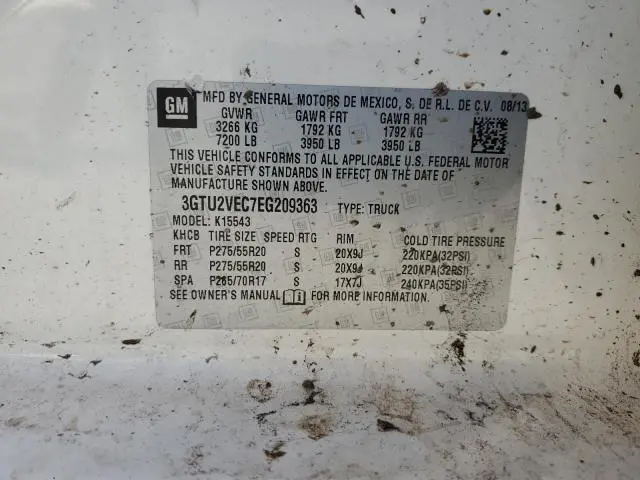 GM MFD BY GENERAL MOTORS DE MEXICO, S. DE R.L. DE C.V. 08/13
GVWR GAWR FRT GAWR RR
3266 KG 1792 KG 1792 KG
7200 LB 3950 LB 3950 LB
THIS VEHICLE CONFORMS TO ALL APPLICABLE U.S. FEDERAL MOTOR
VEHICLE SAFETY STANDARDS IN EFFECT ON THE DATE OF
MANUFACTURE SHOWN ABOVE.
3GTU2VEC7EG209363 TYPE: TRUCK
MODEL: K15543
KHCB TIRE SIZE SPEED RTG RIM COLD TIRE PRESSURE
FRT P275/55R20 S 20X9J 220KPA(32PSI)
RR P275/55R20 S 20X9J 220KPA(32PSI)
SPA P265/70R17 S 17X7J 240KPA(35PSI)
SEE OWNER'S MANUAL FOR MORE INFORMATION.